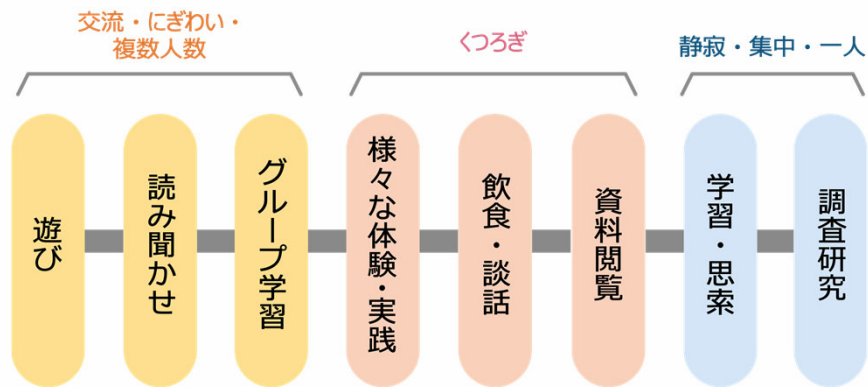 交流・にぎわい・
複数人数
くつろぎ
静寂・集中・一人
遊び
読み聞かせ
グループ学習
様々な体験・実践
飲食・談話
資料閲覧
学習・思索
調査研究